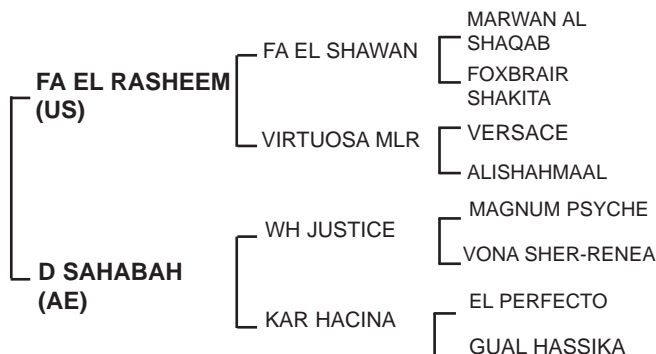 MARWAN AL
SHAQAB
FA EL SHAWAN
FOXBRAIR
SHAKITA
FA EL RASHEEM
(US)
VERSACE
VIRTUOSA MLR
ALISHAHMAAL
MAGNUM PSYCHE
WH JUSTICE
VONA SHER-RENEA
D SAHABAH
(AE)
EL PERFECTO
KAR HACINA
GUAL HASSIKA